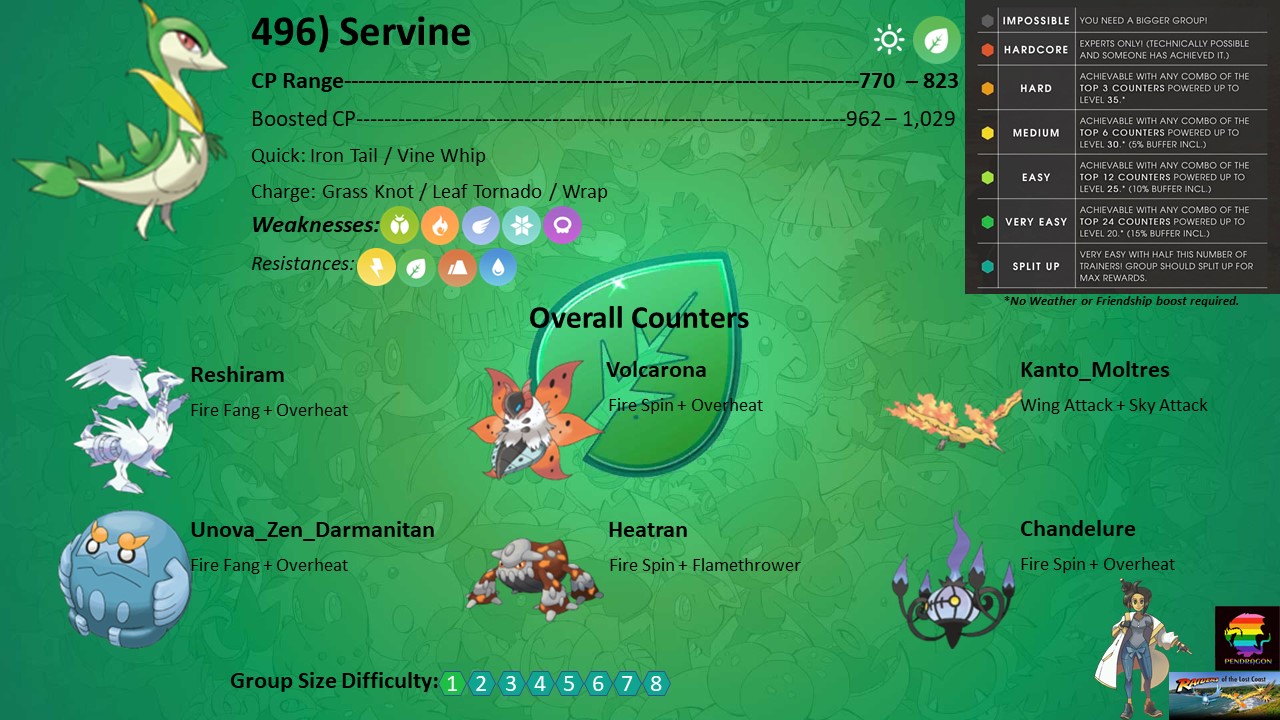 496) Servine
CP Range---770 – 823
Boosted CP---962 – 1,029
Quick: Iron Tail / Vine Whip
Charge: Grass Knot / Leaf Tornado / Wrap
Weaknesses:
Resistances:
IMPOSSIBLE YOU NEED A BIGGER GROUP!
HARDCORE EXPERTS ONLY! (TECHNICALLY POSSIBLE
AND SOMEONE HAS ACHIEVED IT.)
HARD ACHIEVABLE WITH ANY COMBO OF THE
TOP 3 COUNTERS POWERED UP TO
LEVEL 35.*
MEDIUM ACHIEVABLE WITH ANY COMBO OF THE
TOP 6 COUNTERS POWERED UP TO
LEVEL 30.* (5% BUFFER INCL.)
EASY ACHIEVABLE WITH ANY COMBO OF THE
TOP 12 COUNTERS POWERED UP TO
LEVEL 25.* (10% BUFFER INCL.)
VERY EASY ACHIEVABLE WITH ANY COMBO OF THE
TOP 24 COUNTERS POWERED UP TO
LEVEL 20.* (15% BUFFER INCL.)
SPLIT UP VERY EASY WITH HALF THIS NUMBER OF
TRAINERS! GROUP SHOULD SPLIT UP FOR
MAX REWARDS.
*No Weather or Friendship boost required.
Overall Counters
Reshiram
Fire Fang + Overheat
Volcarona
Fire Spin + Overheat
Kanto_Moltres
Wing Attack + Sky Attack
Unova_Zen_Darmanitan
Fire Fang + Overheat
Heatran
Fire Spin + Flamethrower
Chandelure
Fire Spin + Overheat
Group Size Difficulty: 1 2 3 4 5 6 7 8
PENDRAGON
RAIDERS of the Lost Coast